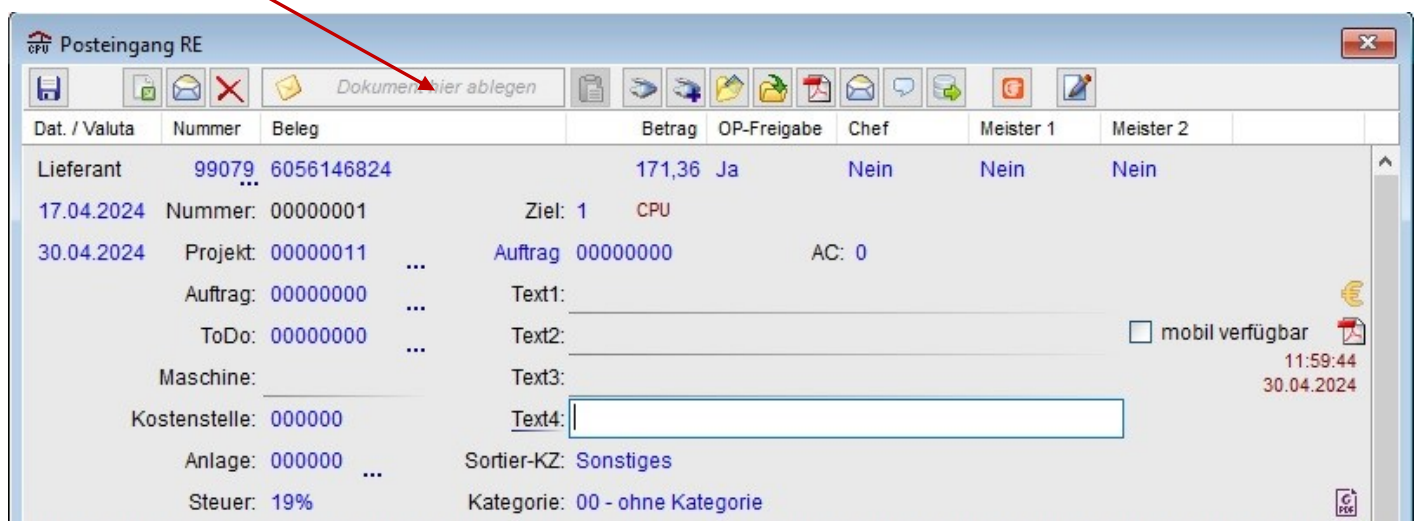 CPU Posteingang RE
Dokument hier ablegen G
Dat. / Valuta Nummer Beleg Betrag OP-Freigabe Chef Meister 1 Meister 2
Lieferant 99079 ... 6056146824 171,36 Ja Nein Nein Nein
17.04.2024 Nummer: 00000001 Ziel: 1 CPU
30.04.2024 Projekt: 00000011 ... Auftrag 00000000 AC: 0
Auftrag: 00000000 ... Text1: €
ToDo: 00000000 ... Text2: mobil verfügbar
Maschine: Text3: 11:59:44
30.04.2024
Kostenstelle: 000000 Text4:
Anlage: 000000 ... Sortier-KZ: Sonstiges
Steuer: 19% Kategorie: 00 - ohne Kategorie G PDF